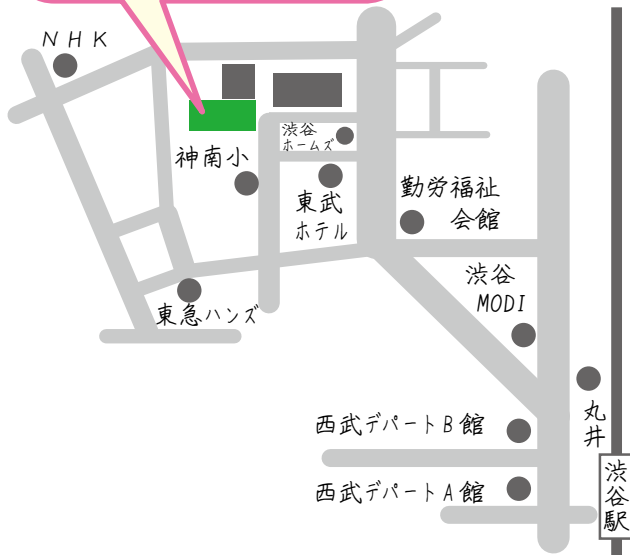 NHK
渋谷
ホームズ
神南小
東武
ホテル
勤労福祉
会館
渋谷
MODI
東急ハンズ
丸井
西武デパートB館
西武デパートA館
渋谷駅